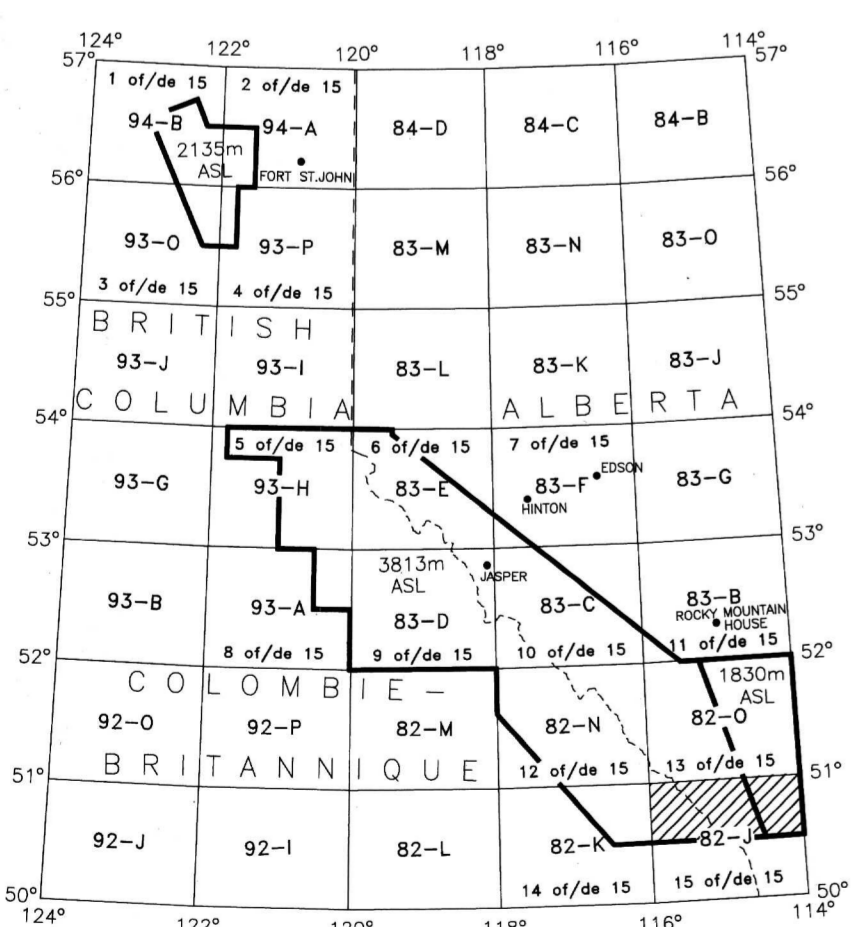 124° 122° 120° 118° 116° 114°
57° 57°
1 of/de 15 2 of/de 15
94-B 94-A 84-D 84-C 84-B
2135m
ASL
FORT ST.JOHN
56° 56°
93-O 93-P 83-M 83-N 83-O
3 of/de 15 4 of/de 15
55° 55°
BRITISH
93-J 93-I 83-L 83-K 83-J
COLUMBIA ALBERTA
54° 54°
5 of/de 15 6 of/de 15 7 of/de 15
93-G 93-H 83-E 83-F 83-G
EDSON
HINTON
53° 53°
3813m
ASL
JASPER
93-B 93-A 83-D 83-C 83-B
ROCKY MOUNTAIN
HOUSE
8 of/de 15 9 of/de 15 10 of/de 15 11 of/de 15
52° 52°
COLOMBIE-
1830m
ASL
92-O 92-P 82-M 82-N 82-O
BRITANNIQUE
12 of/de 15 13 of/de 15
51° 51°
92-J 92-I 82-L 82-K 82-J
14 of/de 15 15 of/de 15
50° 50°
124° 122° 120° 118° 116° 114°